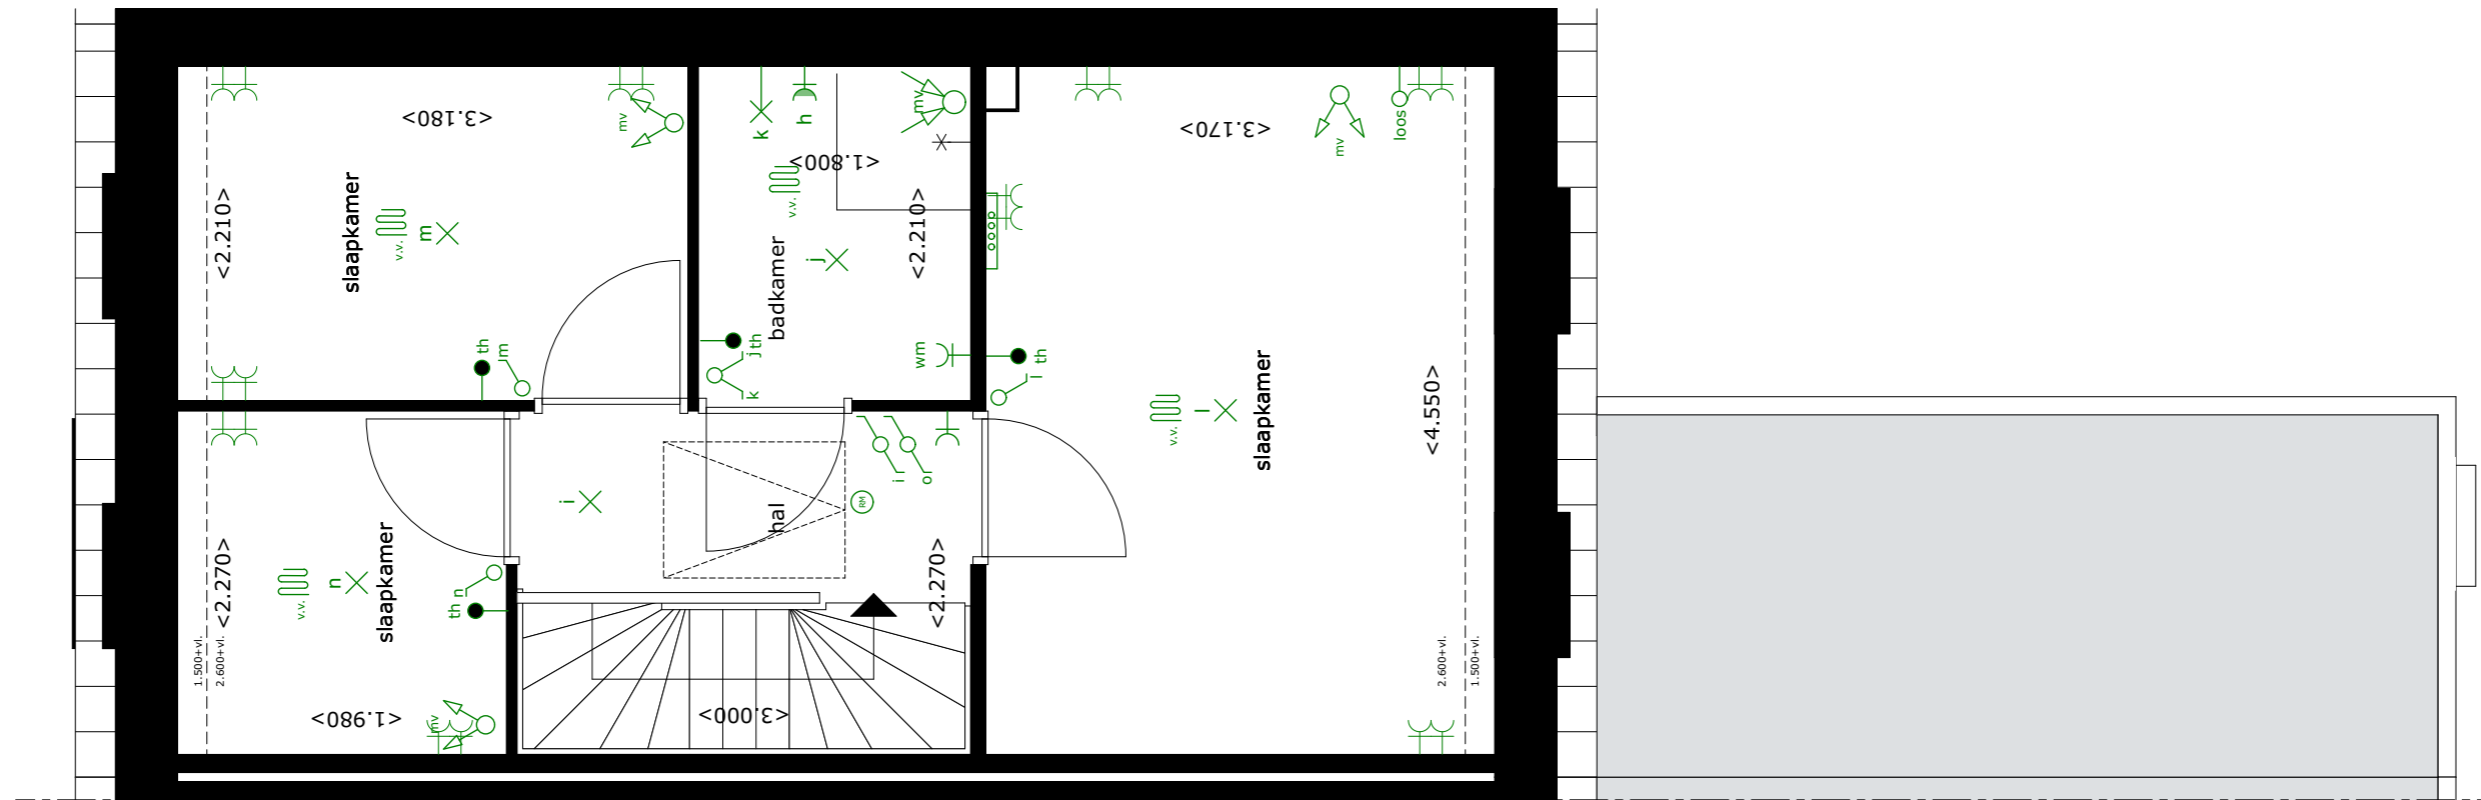 <3.180>
mv
k
h
mv
<1.800>
<3.170>
mv
loos
slaapkamer
<2.210>
v.v.
m
v.v.
j
badkamer
<2.210>
th
m
j th
k
wm
th
l
v.v.
l
slaapkamer
<4.550>
i
hal
RM
i
or
<2.270>
v.v.
n
slaapkamer
n
th
<2.270>
1.500+vl.
2.600+vl.
<1.980>
mv
<3.000>
2.600+vl.
1.500+vl.